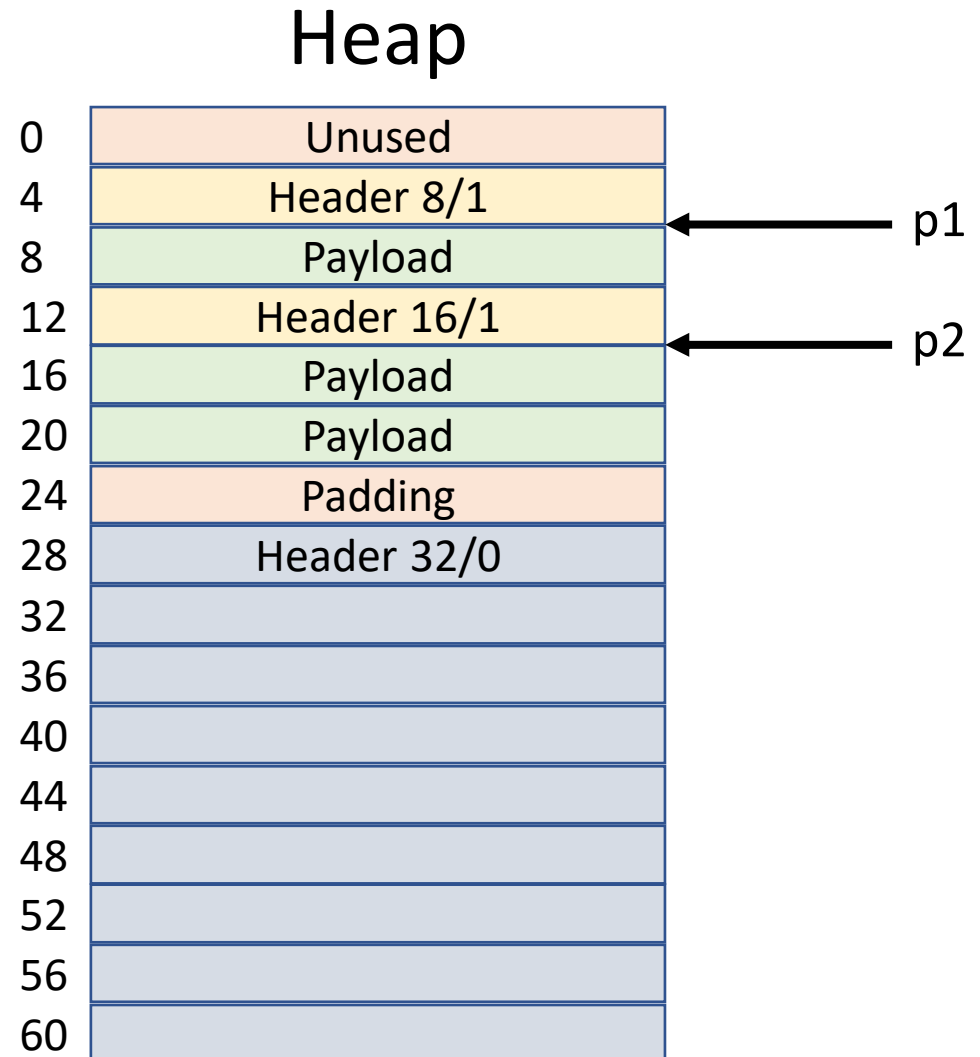 Heap
0 Unused
4 Header 8/1
p1
8 Payload
12 Header 16/1
p2
16 Payload
20 Payload
24 Padding
28 Header 32/0
32
36
40
44
48
52
56
60